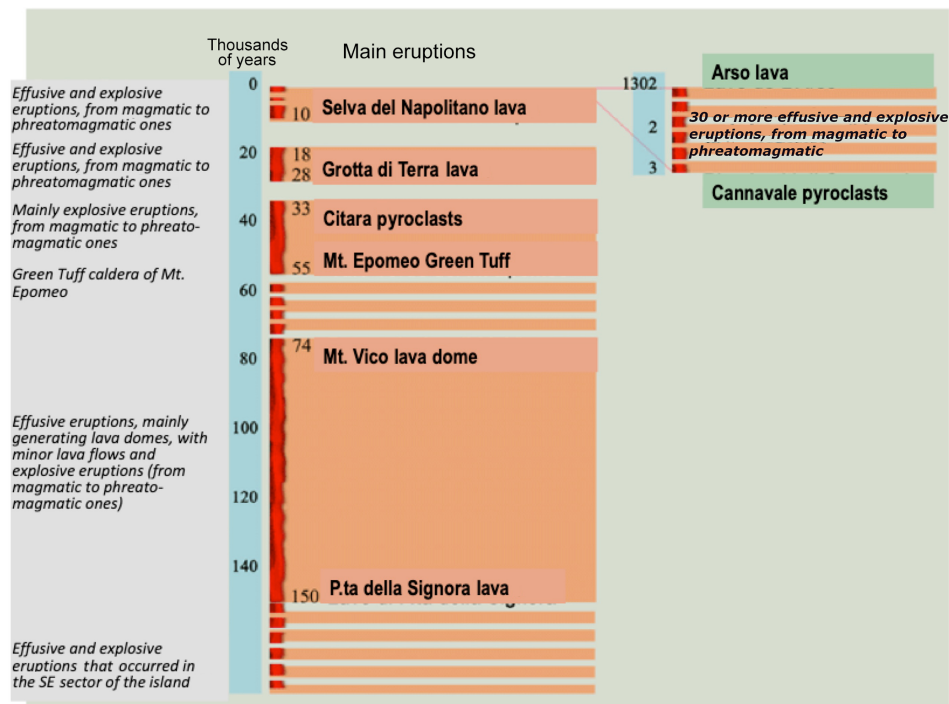 Thousands
of years
Main eruptions
Effusive and explosive
eruptions, from magmatic to
phreatomagmatic ones
Effusive and explosive
eruptions, from magmatic to
phreatomagmatic ones
Mainly explosive eruptions,
from magmatic to phreato-
magmatic ones
Green Tuff caldera of Mt.
Epomeo
Effusive eruptions, mainly
generating lava domes, with
minor lava flows and
explosive eruptions (from
magmatic to phreato-
magmatic ones)
Effusive and explosive
eruptions that occurred in
the SE sector of the island
0
20
40
60
80
100
120
140
10
Selva del Napolitano lava
18
28
Grotta di Terra lava
33
Citara pyroclasts
55
Mt. Epomeo Green Tuff
74
Mt. Vico lava dome
150
P.ta della Signora lava
1302
2
3
Arso lava
30 or more effusive and explosive
eruptions, from magmatic to
phreatomagmatic
Cannavale pyroclasts